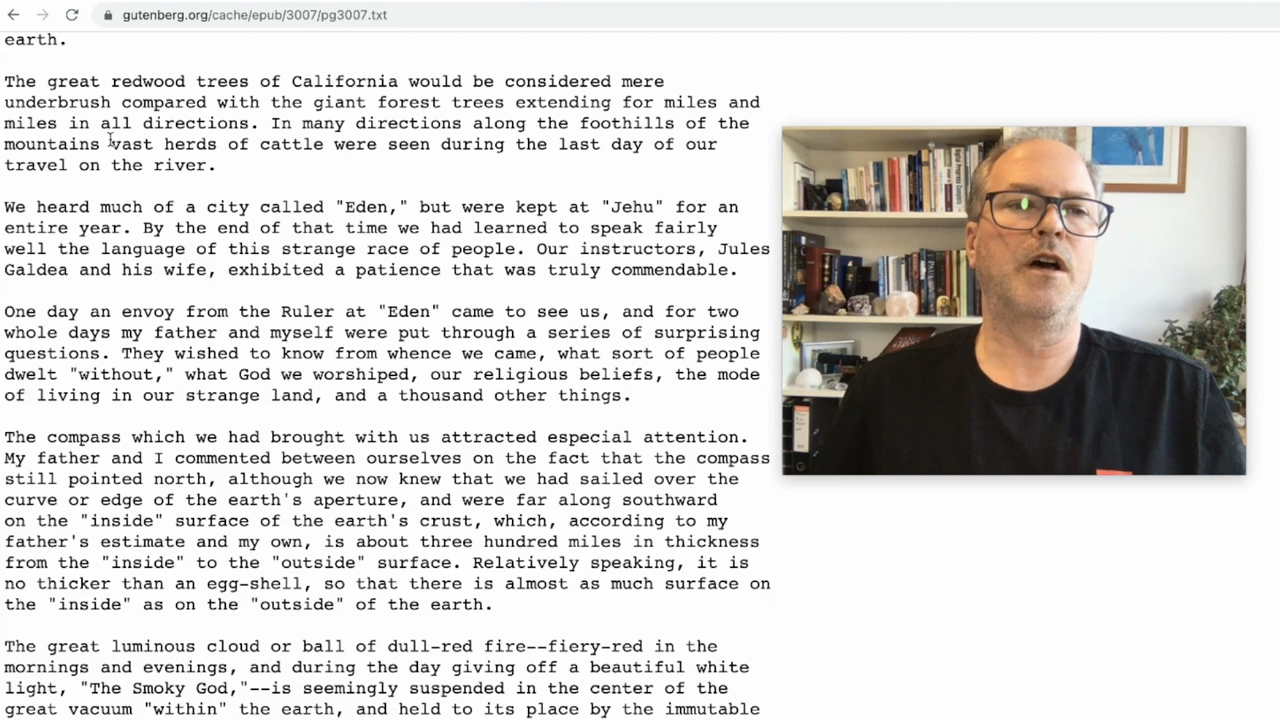 gutenberg.org/cache/epub/3007/pg3007.txt
earth.
The great redwood trees of California would be considered mere
underbrush compared with the giant forest trees extending for miles and
miles in all directions. In many directions along the foothills of the
mountains vast herds of cattle were seen during the last day of our
travel on the river.
We heard much of a city called "Eden," but were kept at "Jehu" for an
entire year. By the end of that time we had learned to speak fairly
well the language of this strange race of people. Our instructors, Jules
Galdea and his wife, exhibited a patience that was truly commendable.
One day an envoy from the Ruler at "Eden" came to see us, and for two
whole days my father and myself were put through a series of surprising
questions. They wished to know from whence we came, what sort of people
dwelt "without," what God we worshiped, our religious beliefs, the mode
of living in our strange land, and a thousand other things.
The compass which we had brought with us attracted especial attention.
My father and I commented between ourselves on the fact that the compass
still pointed north, although we now knew that we had sailed over the
curve or edge of the earth's aperture, and were far along southward
on the "inside" surface of the earth's crust, which, according to my
father's estimate and my own, is about three hundred miles in thickness
from the "inside" to the "outside" surface. Relatively speaking, it is
no thicker than an egg-shell, so that there is almost as much surface on
the "inside" as on the "outside" of the earth.
The great luminous cloud or ball of dull-red fire--fiery-red in the
mornings and evenings, and during the day giving off a beautiful white
light, "The Smoky God,"--is seemingly suspended in the center of the
great vacuum "within" the earth, and held to its place by the immutable